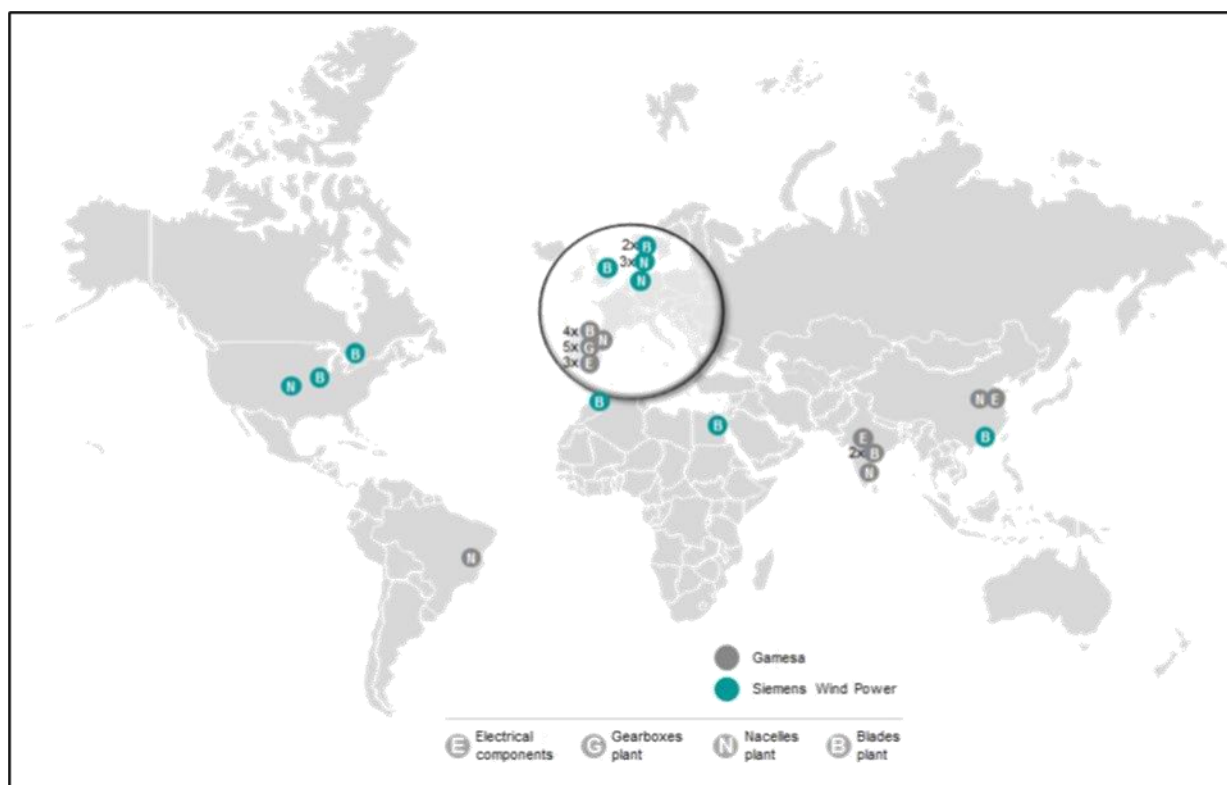 2x B
B 3x N
N
4x B
N
5x G
3x E
B
B
N
B
B
N E
B
E
2x B
N
N
Gamesa
Siemens Wind Power
E Electrical components
G Gearboxes plant
N Nacelles plant
B Blades plant